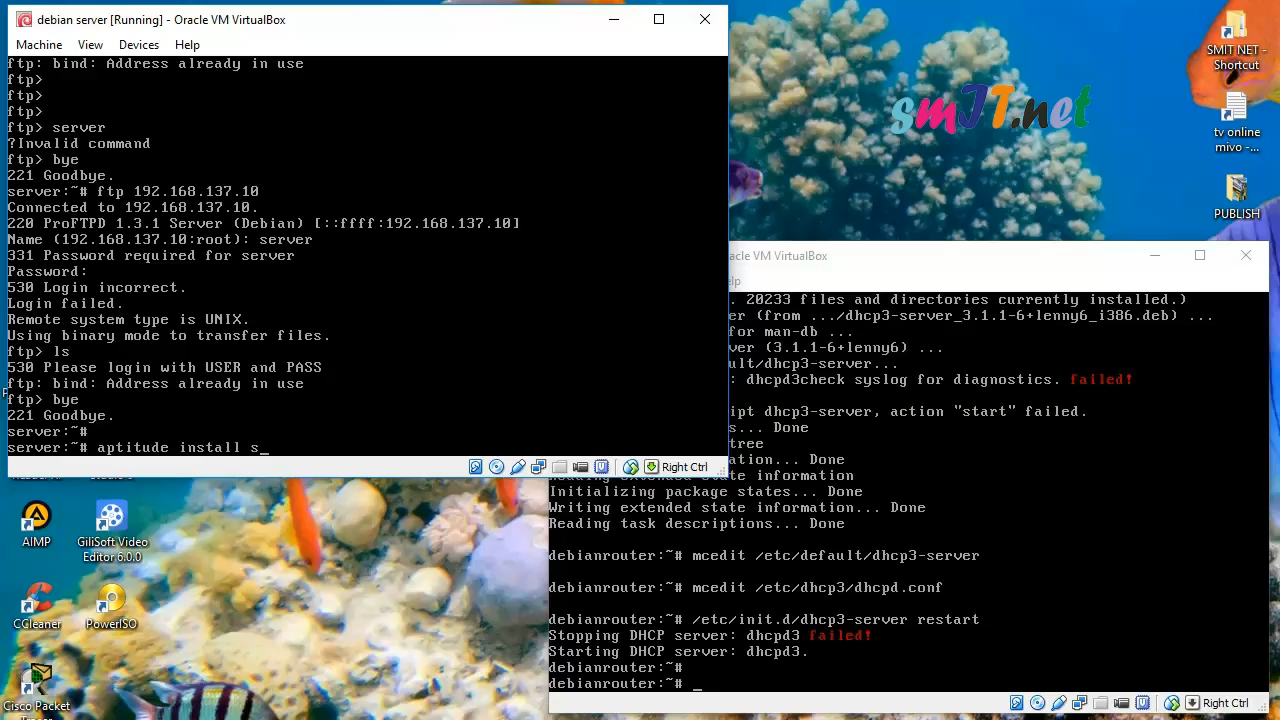 debian server [Running] - Oracle VM VirtualBox
Machine View Devices Help
ftp: bind: Address already in use
ftp>
ftp>
ftp>
ftp> server
?Invalid command
ftp> bye
221 Goodbye.
server:~# ftp 192.168.137.10
Connected to 192.168.137.10.
220 ProFTPD 1.3.1 Server (Debian) [::ffff:192.168.137.10]
Name (192.168.137.10:root): server
331 Password required for server
Password:
530 Login incorrect.
Login failed.
Remote system type is UNIX.
Using binary mode to transfer files.
ftp> ls
530 Please login with USER and PASS
ftp: bind: Address already in use
ftp> bye
221 Goodbye.
server:~#
server:~# aptitude install s_
Right Ctrl
smIT.net
SMIT NET -
Shortcut
tv online
mivo -...
PUBLISH
acle VM VirtualBox
elp
. 20233 files and directories currently installed.)
er (from .../dhcp3-server_3.1.1-6+lenny6_i386.deb) ...
for man-db ...
ver (3.1.1-6+lenny6) ...
ult/dhcp3-server...
: dhcpd3check syslog for diagnostics. failed!
ipt dhcp3-server, action "start" failed.
s... Done
tree
ation... Done
Reading extended state information
Initializing package states... Done
Writing extended state information... Done
Reading task descriptions... Done
debianrouter:~# mcedit /etc/default/dhcp3-server
debianrouter:~# mcedit /etc/dhcp3/dhcpd.conf
debianrouter:~# /etc/init.d/dhcp3-server restart
Stopping DHCP server: dhcpd3 failed!
Starting DHCP server: dhcpd3.
debianrouter:~#
debianrouter:~# _
Right Ctrl
AIMP
GiliSoft Video
Editor 6.0.0
CCleaner
PowerISO
Cisco Packet